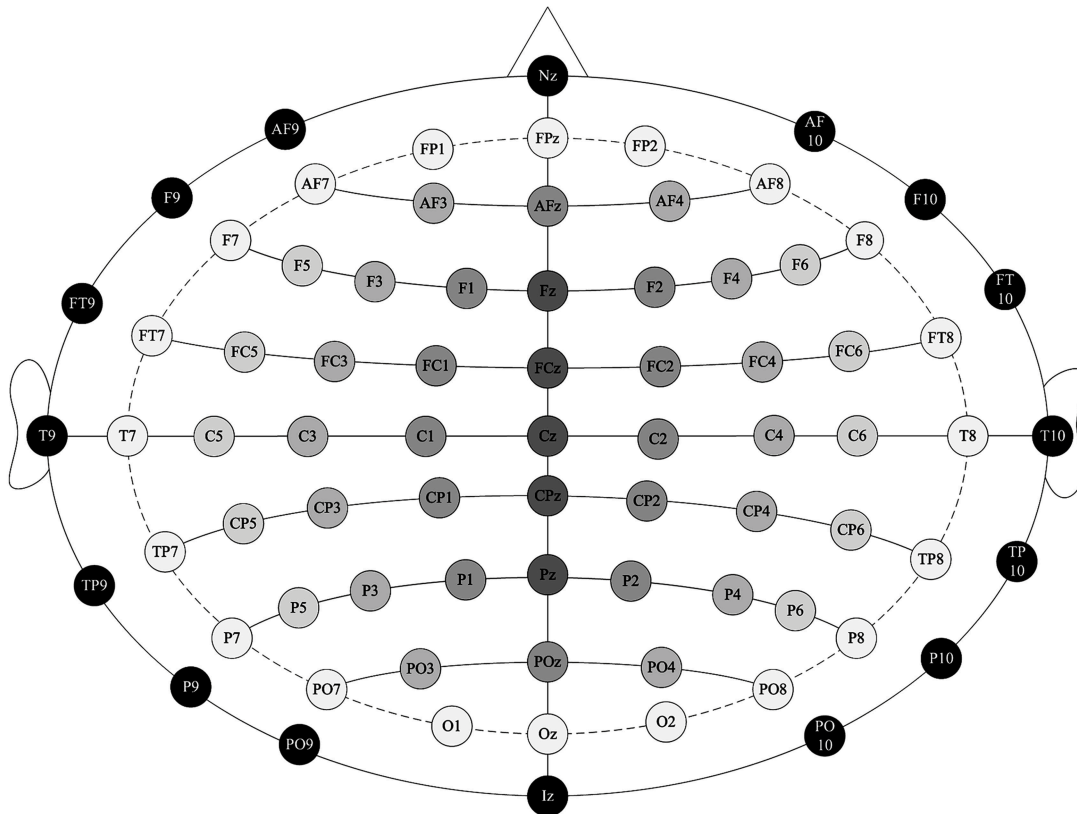 Nz
AF9
AF
10
FP1
FPz
FP2
AF7
AF8
F9
AF3
AFz
AF4
F10
F7
F8
F5
F3
F1
Fz
F2
F4
F6
FT9
FT
10
FT7
FC5
FC3
FC1
FCz
FC2
FC4
FC6
FT8
T9
T7
C5
C3
C1
Cz
C2
C4
C6
T8
T10
TP7
CP5
CP3
CP1
CPz
CP2
CP4
CP6
TP8
TP9
TP
10
P7
P5
P3
P1
Pz
P2
P4
P6
P8
P9
PO7
PO3
POz
PO4
PO8
P10
PO9
O1
Oz
O2
PO
10
Iz